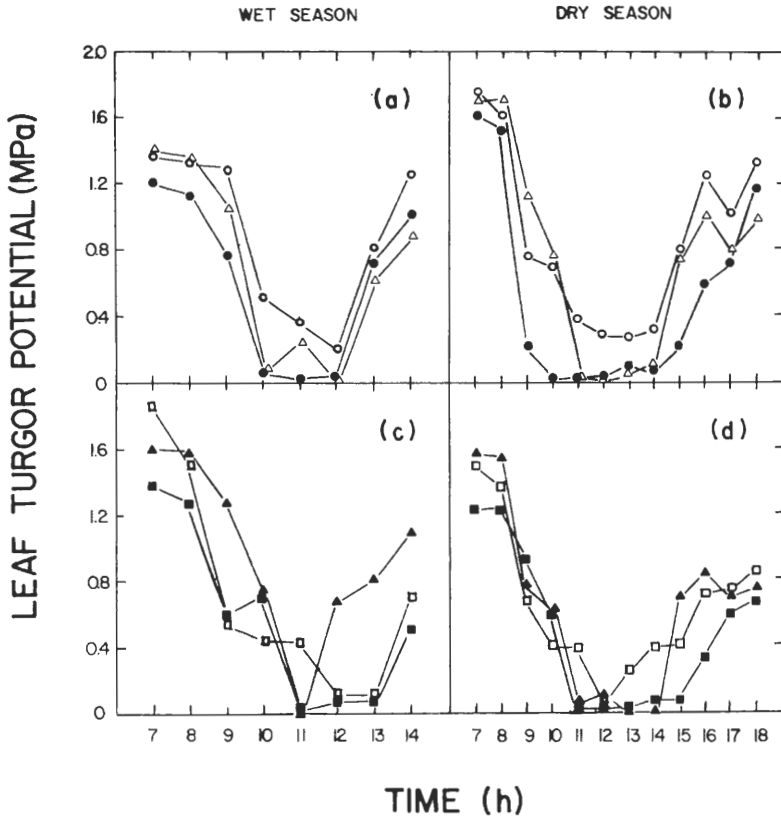 WET SEASON DRY SEASON
LEAF TURGOR POTENTIAL (MPa)
2.0
1.6
1.2
0.8
0.4
0
(a)
(b)
1.6
1.2
0.8
0.4
0
(c)
(d)
7 8 9 10 11 12 13 14 7 8 9 10 11 12 13 14 15 16 17 18
TIME (h)